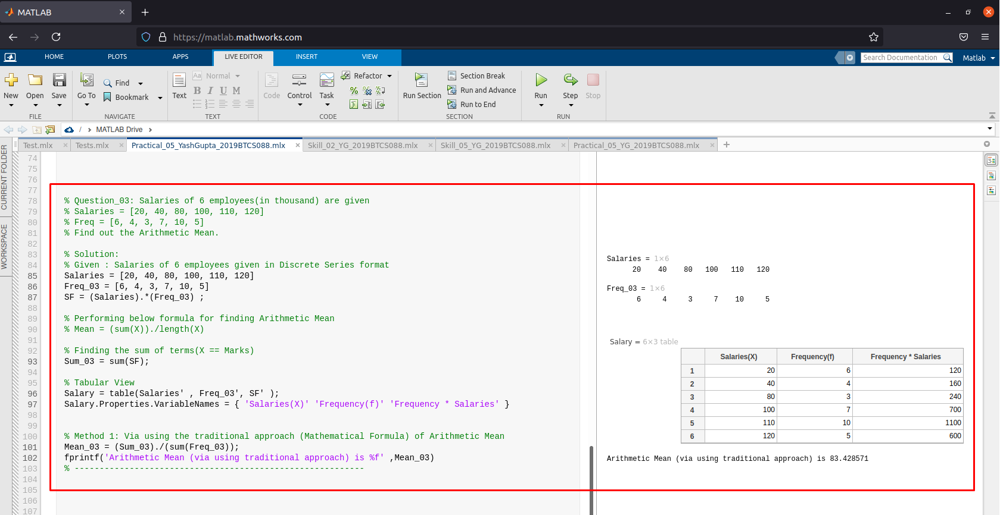 MATLAB
https://matlab.mathworks.com
HOME PLOTS APPS LIVE EDITOR INSERT VIEW
Search Documentation
Matlab
New Open Save
FILE
Go To Find Bookmark
NAVIGATE
Text Aa Normal
B I U M
TEXT
Code Control Task Refactor
CODE
Run Section Section Break
Run and Advance
Run to End
SECTION
Run Step Stop
RUN
/ MATLAB Drive
Test.mlx Tests.mlx Practical_05_YashGupta_2019BTCS088.mlx Skill_02_YG_2019BTCS088.mlx Skill_05_YG_2019BTCS088.mlx Practical_05_YG_2019BTCS088.mlx
CURRENT FOLDER
WORKSPACE
74
75
76
77
78 % Question_03: Salaries of 6 employees(in thousand) are given
79 % Salaries = [20, 40, 80, 100, 110, 120]
80 % Freq = [6, 4, 3, 7, 10, 5]
81 % Find out the Arithmetic Mean.
82
83 % Solution:
84 % Given : Salaries of 6 employees given in Discrete Series format
85 Salaries = [20, 40, 80, 100, 110, 120]
86 Freq_03 = [6, 4, 3, 7, 10, 5]
87 SF = (Salaries).*(Freq_03) ;
88
89 % Performing below formula for finding Arithmetic Mean
90 % Mean = (sum(X))./length(X)
91
92 % Finding the sum of terms(X == Marks)
93 Sum_03 = sum(SF);
94
95 % Tabular View
96 Salary = table(Salaries' , Freq_03', SF' );
97 Salary.Properties.VariableNames = { 'Salaries(X)' 'Frequency(f)' 'Frequency * Salaries' }
98
99
100 % Method 1: Via using the traditional approach (Mathematical Formula) of Arithmetic Mean
101 Mean_03 = (Sum_03)./(sum(Freq_03));
102 fprintf('Arithmetic Mean (via using traditional approach) is %f' ,Mean_03)
103 % ----------------------------------------------------------
104
105
106
107
Salaries = 1×6
20 40 80 100 110 120
Freq_03 = 1×6
6 4 3 7 10 5
Salary = 6×3 table
Salaries(X) Frequency(f) Frequency * Salaries
1 20 6 120
2 40 4 160
3 80 3 240
4 100 7 700
5 110 10 1100
6 120 5 600
Arithmetic Mean (via using traditional approach) is 83.428571